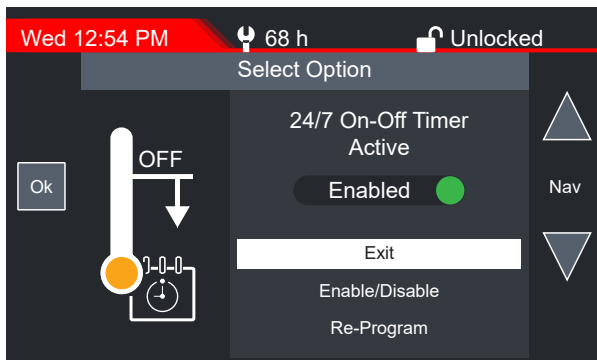 Wed 12:54 PM
68 h
Unlocked
Select Option
24/7 On-Off Timer
Active
OFF
Ok
Enabled
Nav
Exit
Enable/Disable
Re-Program